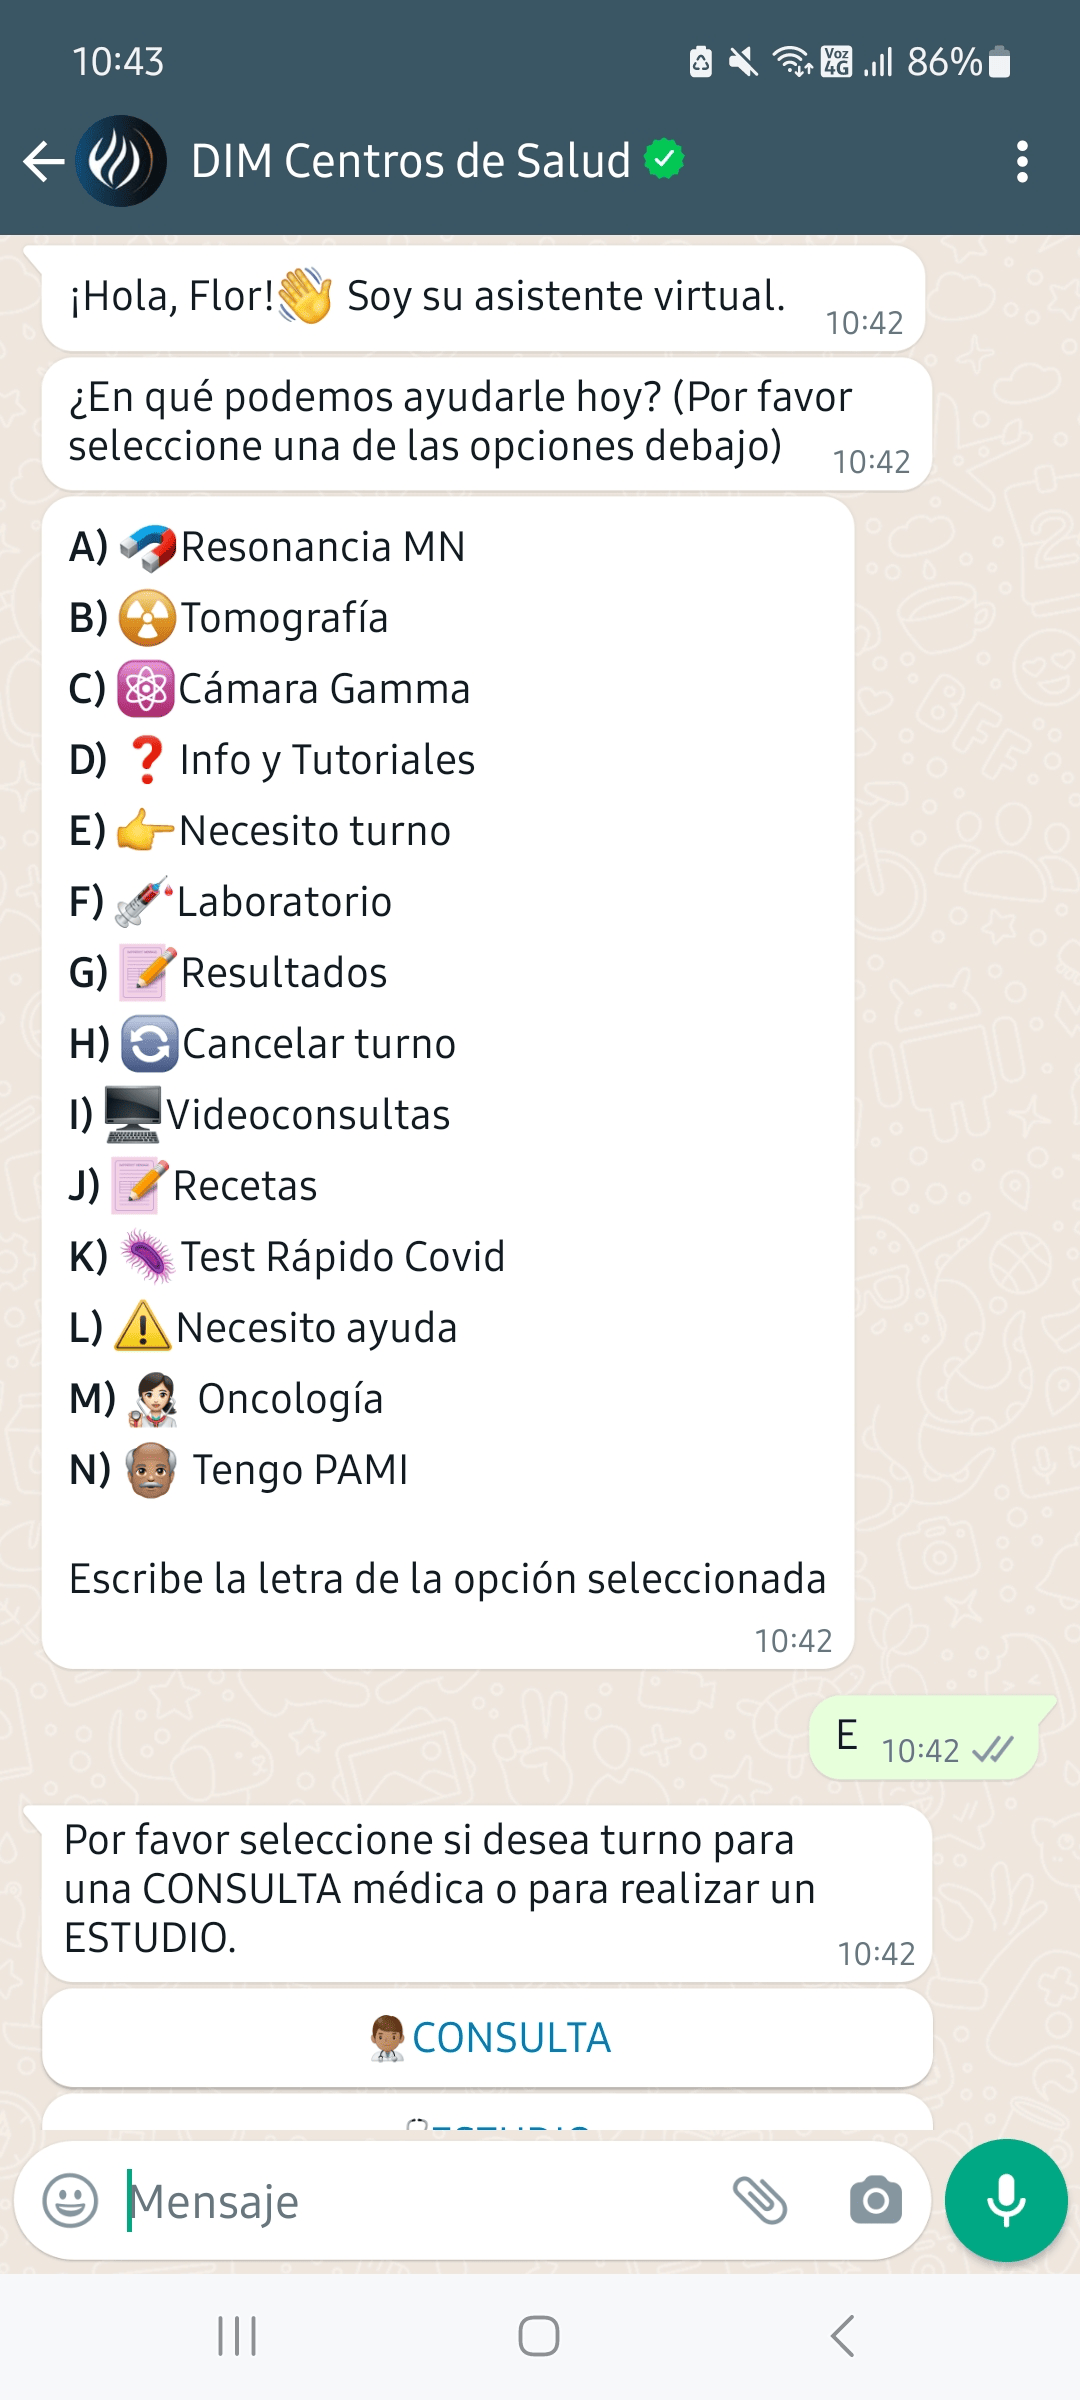 10:43
Voz
4G
86%
DIM Centros de Salud
¡Hola, Flor!👋 Soy su asistente virtual.
10:42
¿En qué podemos ayudarle hoy? (Por favor
seleccione una de las opciones debajo)
10:42
A) 🧲Resonancia MN
B) ☢️Tomografía
C) ⚛️Cámara Gamma
D) ❓ Info y Tutoriales
E) 👉Necesito turno
F) 💉Laboratorio
G) 📝Resultados
H) 🔄Cancelar turno
I) 🖥️Videoconsultas
J) 📝Recetas
K) 🦠Test Rápido Covid
L) ⚠️Necesito ayuda
M) 👩🏻‍⚕️ Oncología
N) 👴🏽 Tengo PAMI
Escribe la letra de la opción seleccionada
10:42
E 10:42
Por favor seleccione si desea turno para
una CONSULTA médica o para realizar un
ESTUDIO.
10:42
👨🏽‍⚕️CONSULTA
🩺ESTUDIO
Mensaje